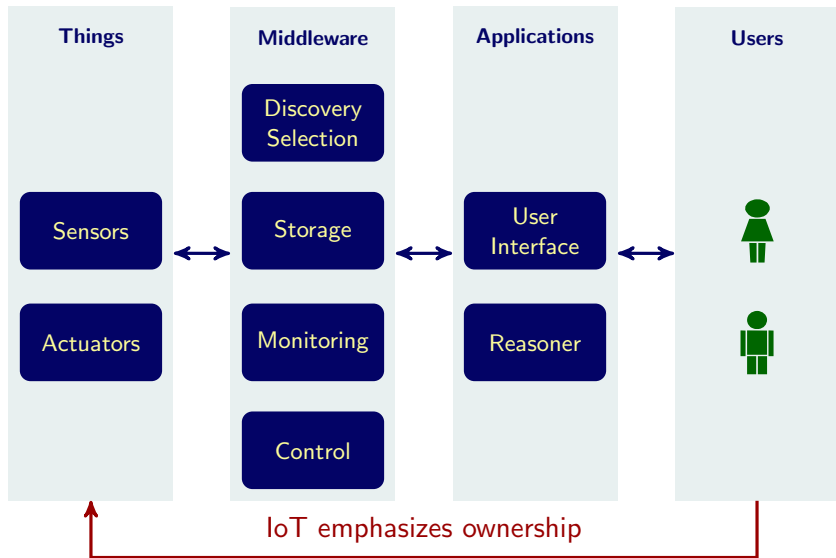 Things
Middleware
Applications
Users
Discovery
Selection
Sensors
Storage
User
Interface
Actuators
Monitoring
Reasoner
Control
IoT emphasizes ownership